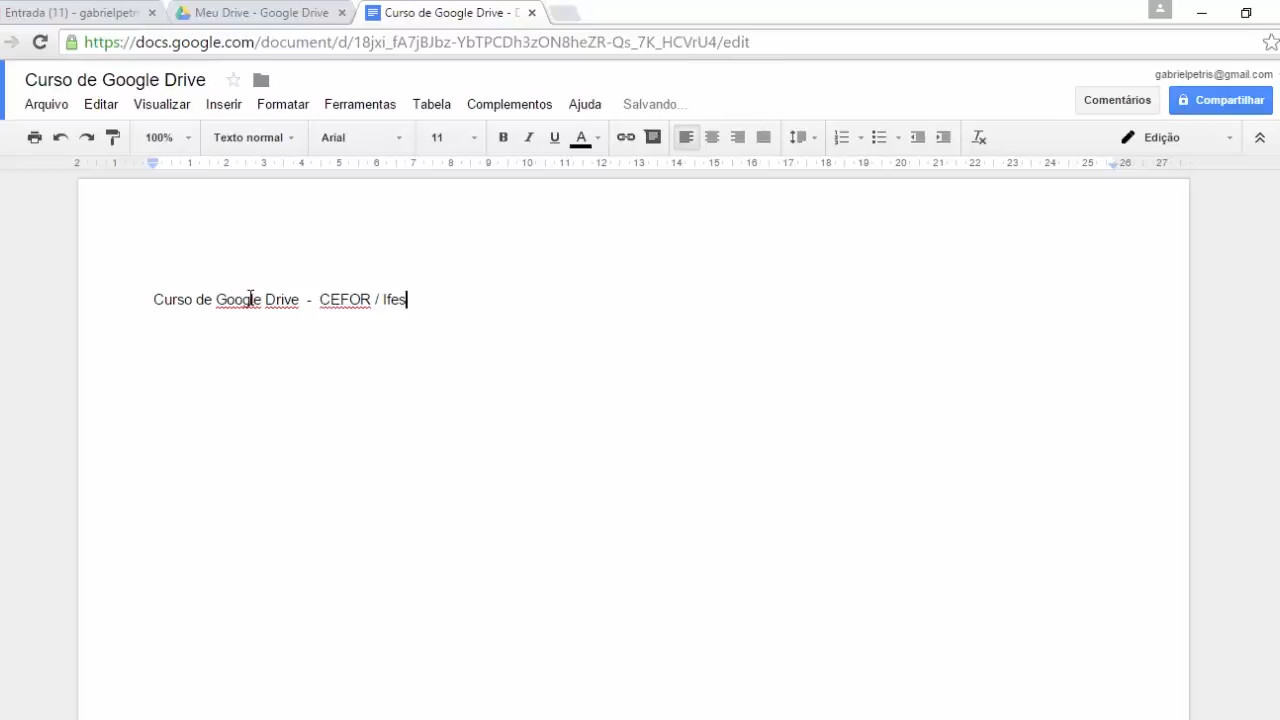 Entrada (11) - gabrielpetr
Meu Drive - Google Drive
Curso de Google Drive -
https://docs.google.com/document/d/18jxi_fA7jBJbz-YbTPCDh3zON8heZR-Qs_7K_HCVrU4/edit
Curso de Google Drive
gabrielpetris@gmail.com
Arquivo Editar Visualizar Inserir Formatar Ferramentas Tabela Complementos Ajuda Salvando...
Comentários
Compartilhar
100% Texto normal Arial 11 B I U A Edição
2 1 1 2 3 4 5 6 7 8 9 10 11 12 13 14 15 16 17 18 19 20 21 22 23 24 25 26 27
Curso de Google Drive - CEFOR / Ifes